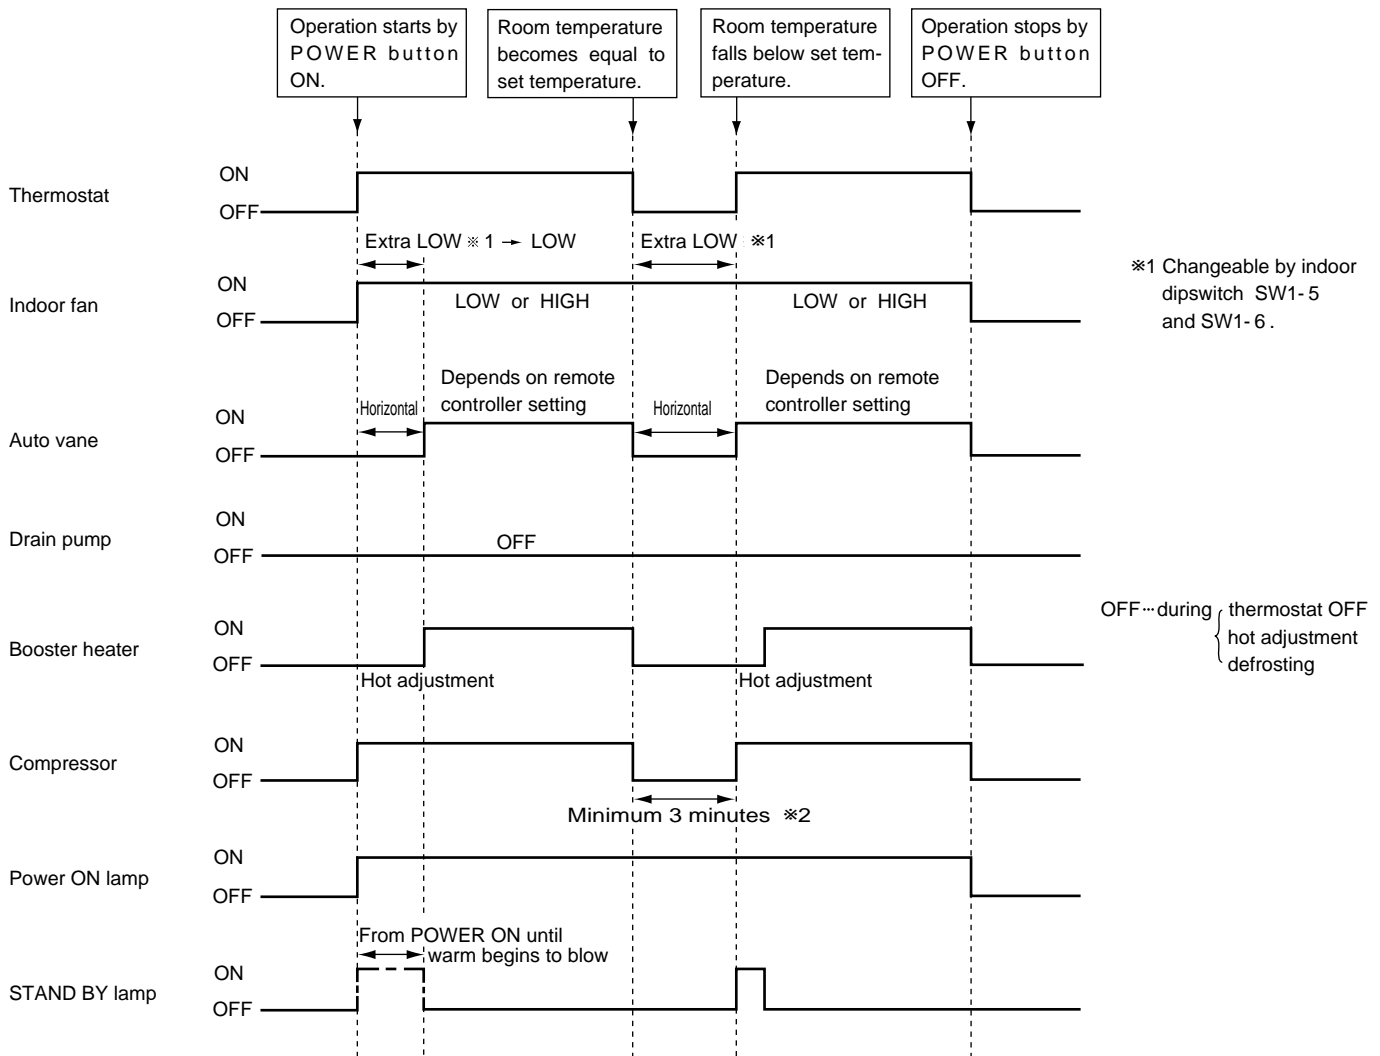 Operation starts by
POWER button
ON.
Room temperature
becomes equal to
set temperature.
Room temperature
falls below set tem-
perature.
Operation stops by
POWER button
OFF.
Thermostat
ON
OFF
Extra LOW ※1 → LOW
Extra LOW ※1
Indoor fan
ON
OFF
LOW or HIGH
LOW or HIGH
※1 Changeable by indoor
dipswitch SW1-5
and SW1-6.
Auto vane
ON
OFF
Horizontal
Depends on remote
controller setting
Horizontal
Depends on remote
controller setting
Drain pump
ON
OFF
OFF
Booster heater
ON
OFF
Hot adjustment
Hot adjustment
OFF···during { thermostat OFF
hot adjustment
defrosting
Compressor
ON
OFF
Minimum 3 minutes ※2
Power ON lamp
ON
OFF
From POWER ON until
warm begins to blow
STAND BY lamp
ON
OFF